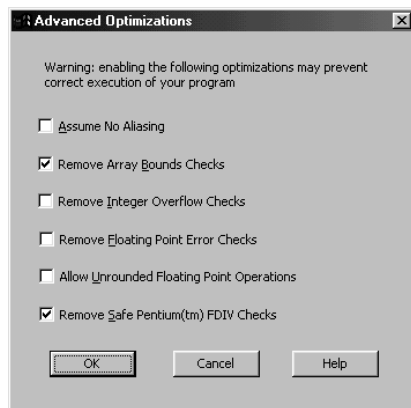 Advanced Optimizations
Warning: enabling the following optimizations may prevent
correct execution of your program
Assume No Aliasing
Remove Array Bounds Checks
Remove Integer Overflow Checks
Remove Floating Point Error Checks
Allow Unrounded Floating Point Operations
Remove Safe Pentium(tm) FDIV Checks
OK Cancel Help